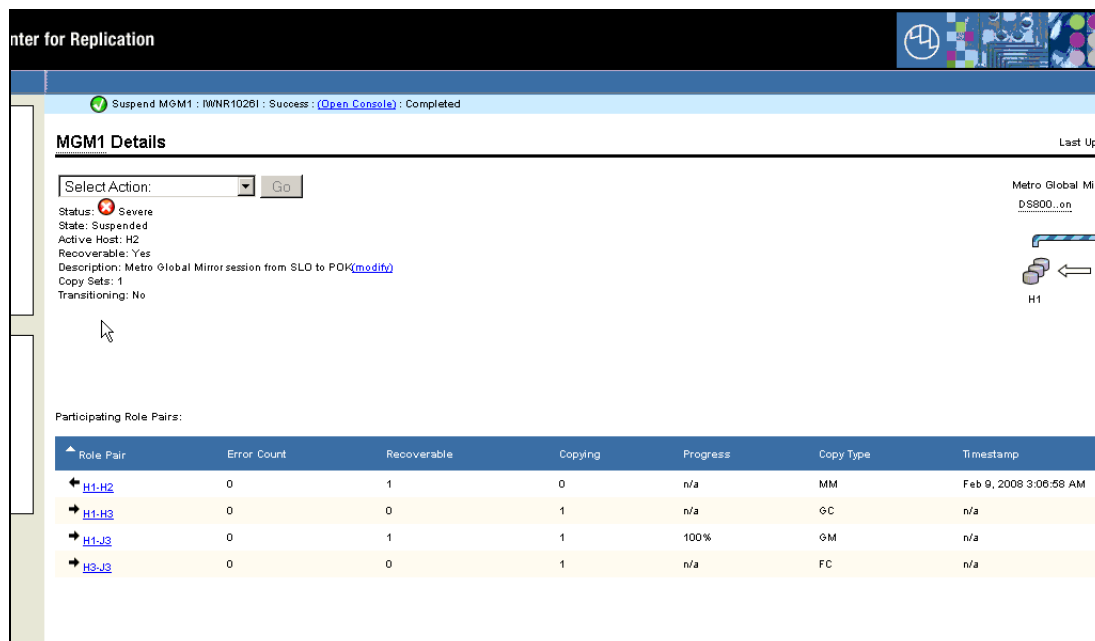 nter for Replication
Suspend MGM1 : IWNR1026I : Success : (Open Console) : Completed
MGM1 Details
Last Up
Select Action:
Go
Metro Global Mi
DS800..on
Status: Severe
State: Suspended
Active Host: H2
Recoverable: Yes
Description: Metro Global Mirror session from SLO to POK(modify)
Copy Sets: 1
Transitioning: No
H1
Participating Role Pairs:
Role Pair Error Count Recoverable Copying Progress Copy Type Timestamp
H1-H2 0 1 0 n/a MM Feb 9, 2008 3:06:58 AM
H1-H3 0 0 1 n/a GC n/a
H1-J3 0 1 1 100% GM n/a
H3-J3 0 0 1 n/a FC n/a